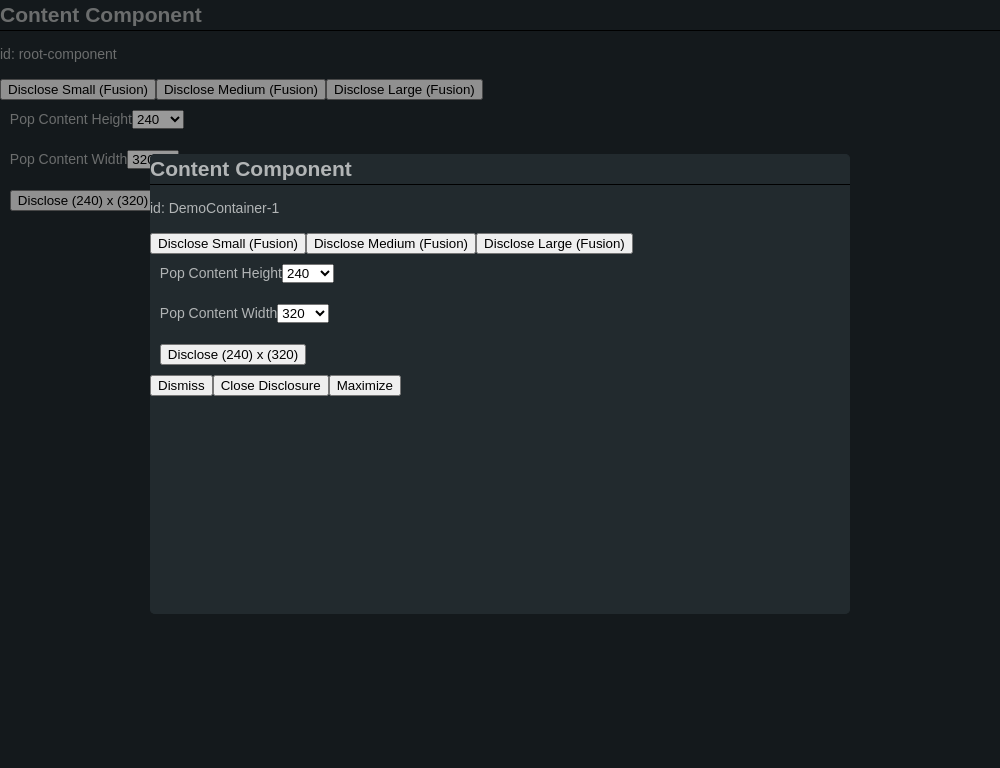 Content Component
id: root-component
Disclose Small (Fusion) Disclose Medium (Fusion) Disclose Large (Fusion)
Pop Content Height 240
Pop Content Width 320
Disclose (240) x (320)
Content Component
id: DemoContainer-1
Disclose Small (Fusion) Disclose Medium (Fusion) Disclose Large (Fusion)
Pop Content Height 240
Pop Content Width 320
Disclose (240) x (320)
Dismiss Close Disclosure Maximize